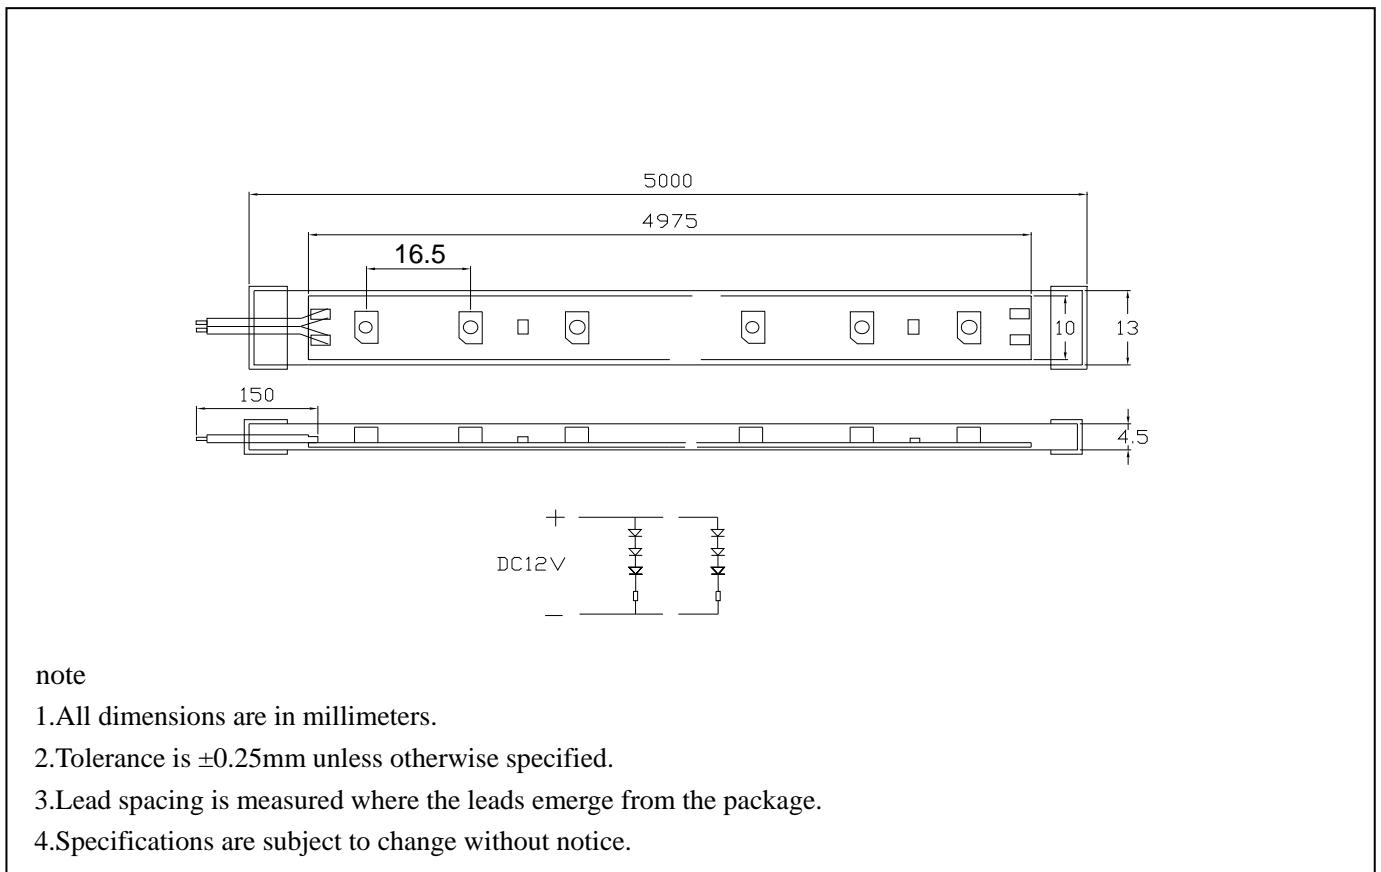 5000
4975
16.5
10
13
150
4.5
+
DC12V
—
note
1.All dimensions are in millimeters.
2.Tolerance is ±0.25mm unless otherwise specified.
3.Lead spacing is measured where the leads emerge from the package.
4.Specifications are subject to change without notice.